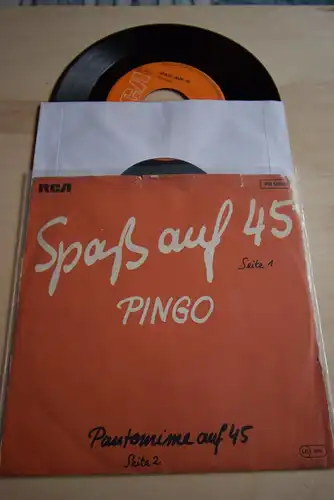 RCA
Spaß auf 45
Seite 1
PINGO
Pantomime auf 45
Seite 2